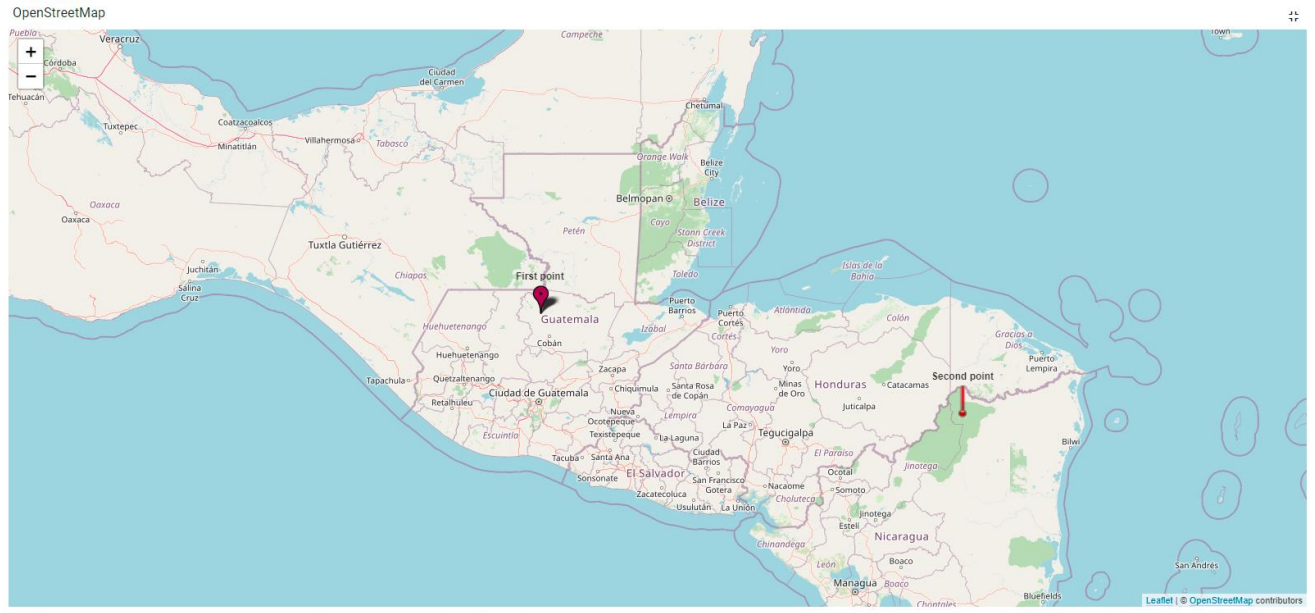 OpenStreetMap
Puebla
Veracruz
Campeche
Town
+
−
Córdoba
Ciudad
del Carmen
Tehuacán
Chetumal
Tuxtepec
Coatzacoalcos
Minatitlán
Villahermosa
Tabasco
Orange Walk
Belize
City
Belmopan
Belize
Oaxaca
Oaxaca
Cayo
Petén
Stann Creek
District
Tuxtla Gutiérrez
Juchitán
Chiapas
First point
Toledo
Islas de la
Bahia
Salina
Cruz
Puerto
Barrios
Puerto
Cortés
Atlántida
Colón
Guatemala
Huehuetenango
Izabal
Cortés
Gracias a
Dios
Cobán
Yoro
Huehuetenango
Puerto
Lempira
Zacapa
Santa Bárbara
Yoro
Second point
Tapachula
Quetzaltenango
Chiquimula
Santa Rosa
de Copán
Minas
de Oro
Honduras
Catacamas
Ciudad de Guatemala
Retalhuleu
Nueva
Ocotepeque
Lempira
Comayagua
Juticalpa
Escuintla
Texistepeque
La Laguna
La Paz
Tegucigalpa
Bilwi
Tacuba
Santa Ana
Ciudad
Barrios
El Paraíso
Jinotega
Sonsonate
El Salvador
San Francisco
Gotera
Nacaome
Ocotal
Somoto
Zacatecoluca
Choluteca
Usulután
La Unión
Jinotega
Estelí
Nicaragua
Chinandega
Boaco
León
San Andrés
Managua
Boaco
Bluefields
Chontales
Leaflet | © OpenStreetMap contributors